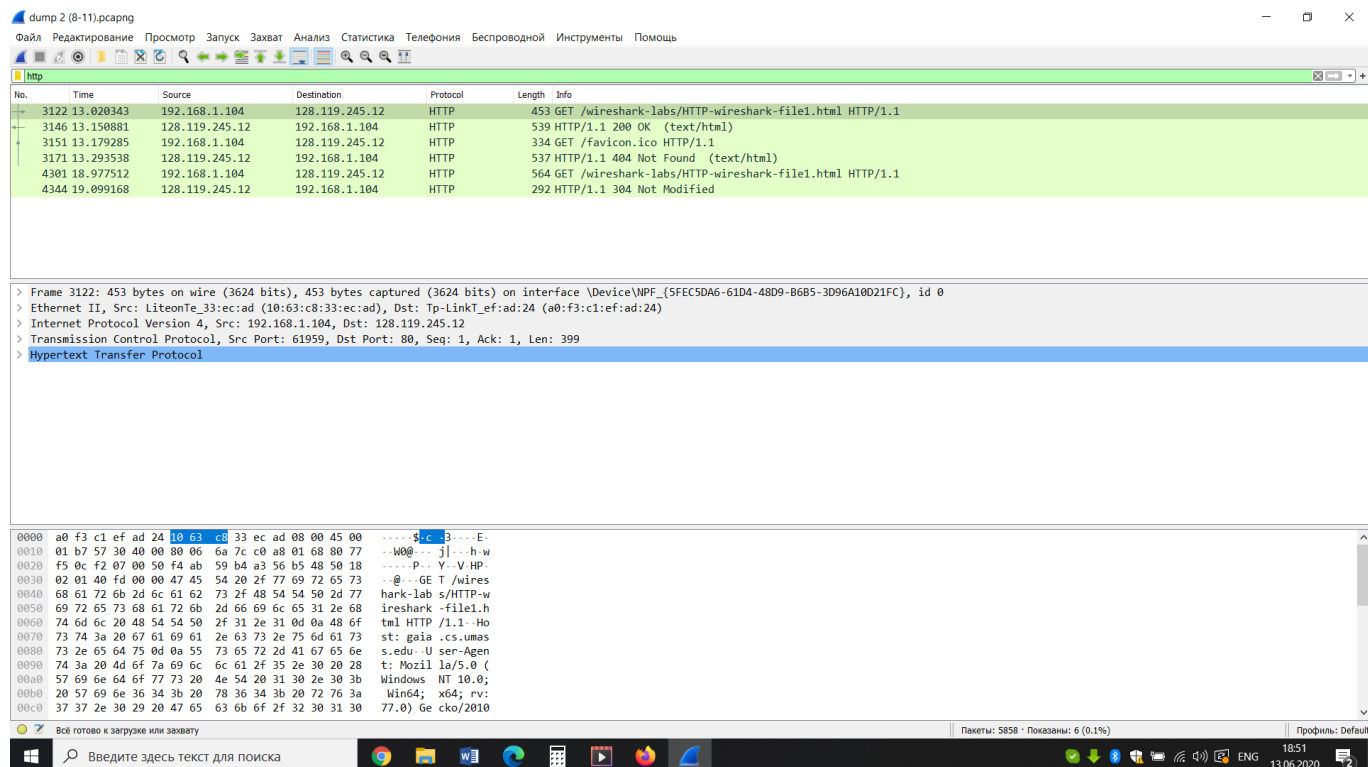 dump 2 (8-11).pcapng
Файл Редактирование Просмотр Запуск Захват Анализ Статистика Телефония Беспроводной Инструменты Помощь
http
No. Time Source Destination Protocol Length Info
3122 13.020343 192.168.1.104 128.119.245.12 HTTP 453 GET /wireshark-labs/HTTP-wireshark-file1.html HTTP/1.1
3146 13.150881 128.119.245.12 192.168.1.104 HTTP 539 HTTP/1.1 200 OK (text/html)
3151 13.179285 192.168.1.104 128.119.245.12 HTTP 334 GET /favicon.ico HTTP/1.1
3171 13.293538 128.119.245.12 192.168.1.104 HTTP 537 HTTP/1.1 404 Not Found (text/html)
4301 18.977512 192.168.1.104 128.119.245.12 HTTP 564 GET /wireshark-labs/HTTP-wireshark-file1.html HTTP/1.1
4344 19.099168 128.119.245.12 192.168.1.104 HTTP 292 HTTP/1.1 304 Not Modified
> Frame 3122: 453 bytes on wire (3624 bits), 453 bytes captured (3624 bits) on interface \Device\NPF_{5FEC5DA6-61D4-48D9-B6B5-3D96A10D21FC}, id 0
> Ethernet II, Src: LiteonTe_33:ec:ad (10:63:c8:33:ec:ad), Dst: Tp-LinkT_ef:ad:24 (a0:f3:c1:ef:ad:24)
> Internet Protocol Version 4, Src: 192.168.1.104, Dst: 128.119.245.12
> Transmission Control Protocol, Src Port: 61959, Dst Port: 80, Seq: 1, Ack: 1, Len: 399
> Hypertext Transfer Protocol
0000 a0 f3 c1 ef ad 24 10 63 c8 33 ec ad 08 00 45 00 ·····$·c ·3····E·
0010 01 b7 57 30 40 00 80 06 6a 7c c0 a8 01 68 80 77 ··W0@··· j|···h·w
0020 f5 0c f2 07 00 50 f4 ab 59 b4 a3 56 b5 48 50 18 ·····P·· Y··V·HP·
0030 02 01 40 fd 00 00 47 45 54 20 2f 77 69 72 65 73 ··@···GE T /wires
0040 68 61 72 6b 2d 6c 61 62 73 2f 48 54 54 50 2d 77 hark-lab s/HTTP-w
0050 69 72 65 73 68 61 72 6b 2d 66 69 6c 65 31 2e 68 ireshark -file1.h
0060 74 6d 6c 20 48 54 54 50 2f 31 2e 31 0d 0a 48 6f tml HTTP /1.1··Ho
0070 73 74 3a 20 67 61 69 61 2e 63 73 2e 75 6d 61 73 st: gaia .cs.umas
0080 73 2e 65 64 75 0d 0a 55 73 65 72 2d 41 67 65 6e s.edu··U ser-Agen
0090 74 3a 20 4d 6f 7a 69 6c 6c 61 2f 35 2e 30 20 28 t: Mozil la/5.0 (
00a0 57 69 6e 64 6f 77 73 20 4e 54 20 31 30 2e 30 3b Windows NT 10.0;
00b0 20 57 69 6e 36 34 3b 20 78 36 34 3b 20 72 76 3a Win64; x64; rv:
00c0 37 37 2e 30 29 20 47 65 63 6b 6f 2f 32 30 31 30 77.0) Ge cko/2010
Всё готово к загрузке или захвату Пакеты: 5858 · Показаны: 6 (0.1%) Профиль: Default
Введите здесь текст для поиска ENG 18:51
13.06.2020 2